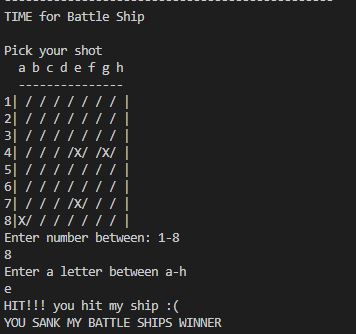 ------------------------------------------------
TIME for Battle Ship

Pick your shot
  a b c d e f g h
  ---------------
1| / / / / / / / |
2| / / / / / / / |
3| / / / / / / / |
4| / / / /X/ /X/ |
5| / / / / / / / |
6| / / / / / / / |
7| / / / /X/ / / |
8|X/ / / / / / / |
Enter number between: 1-8
8
Enter a letter between a-h
e
HIT!!! you hit my ship :(
YOU SANK MY BATTLE SHIPS WINNER